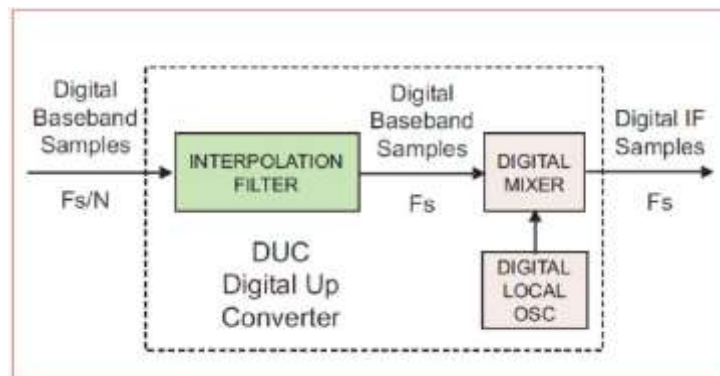 Digital
Baseband
Samples
Fs/N
INTERPOLATION
FILTER
Digital
Baseband
Samples
Fs
DIGITAL
MIXER
Digital IF
Samples
Fs
DIGITAL
LOCAL
OSC
DUC
Digital Up
Converter